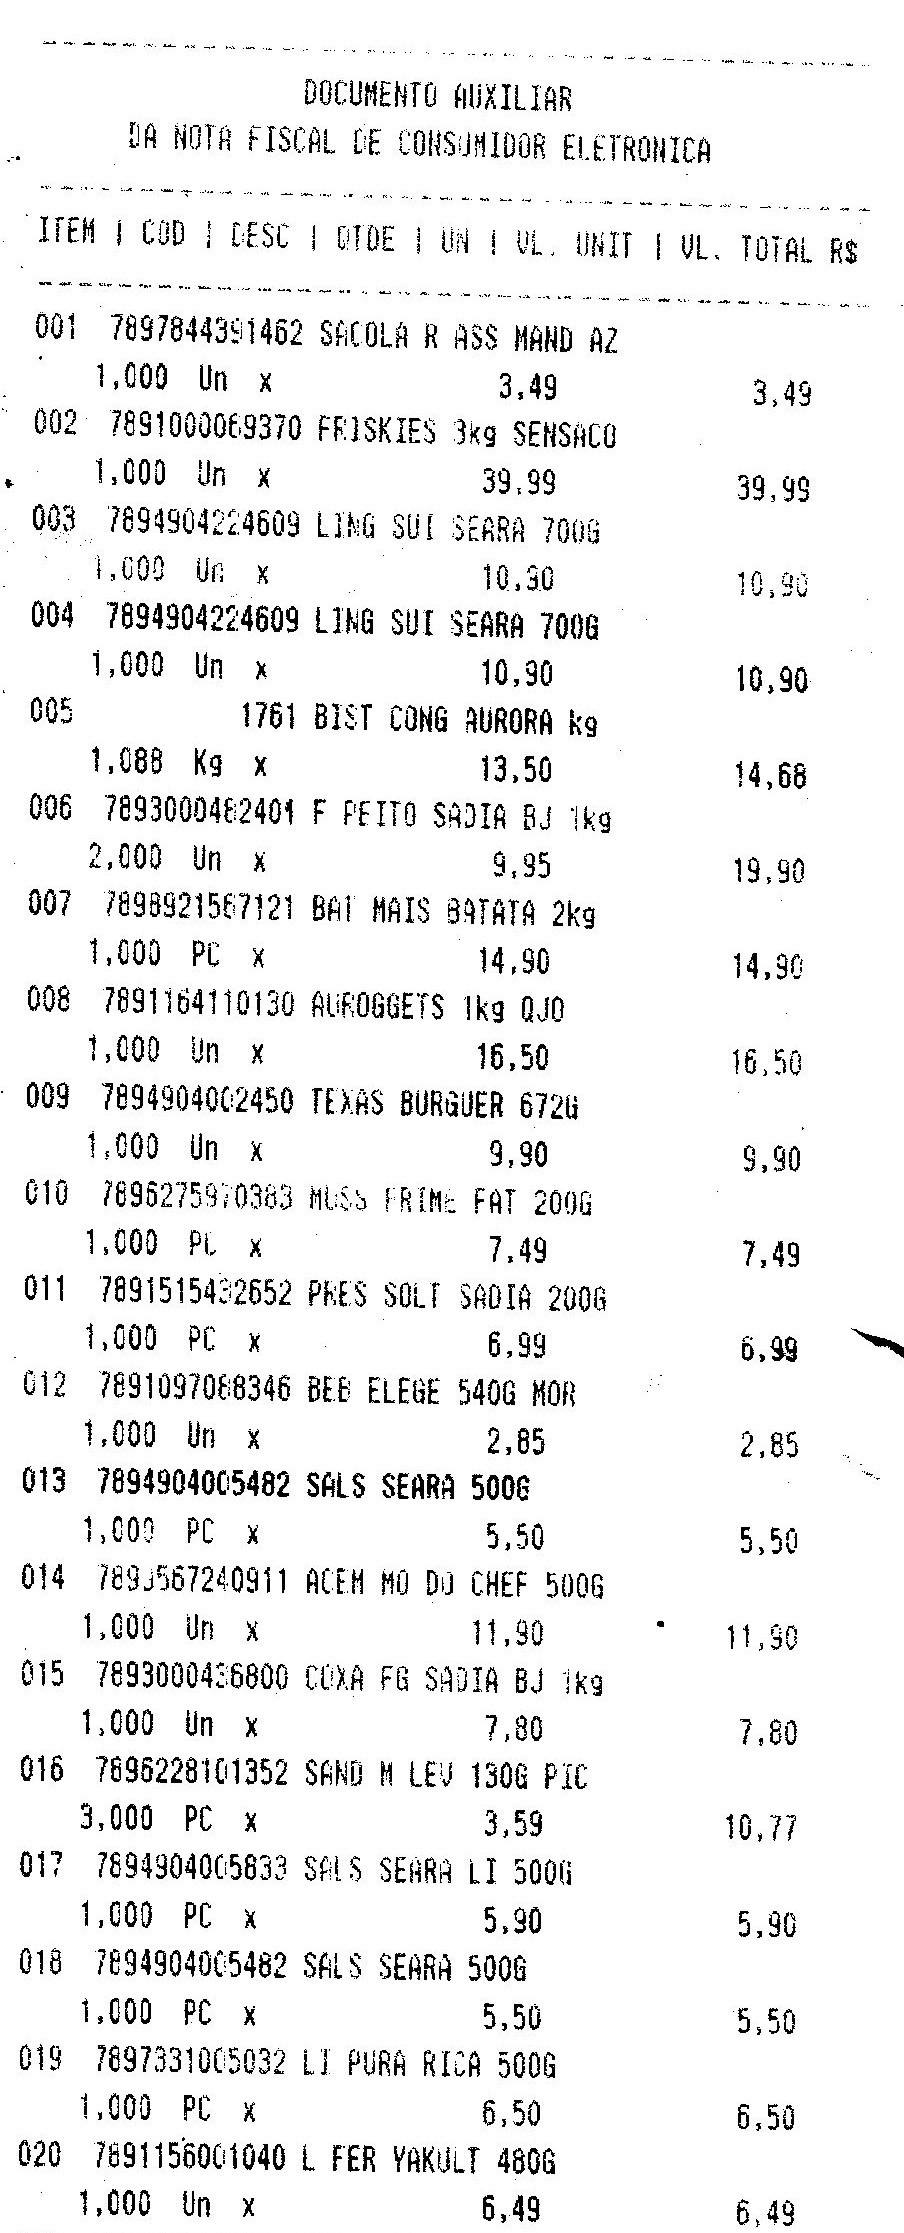 DOCUMENTO AUXILIAR
DA NOTA FISCAL DE CONSUMIDOR ELETRONICA
ITEM | COD | DESC | QTDE | UN | VL. UNIT | VL. TOTAL R$
001 7897844391462 SACOLA R ASS MAND AZ
1,000 Un x 3,49 3,49
002 7891000069370 FRISKIES 3kg SENSACO
1,000 Un x 39,99 39,99
003 7894904224609 LING SUI SEARA 700G
1,000 Un x 10,90 10,90
004 7894904224609 LING SUI SEARA 700G
1,000 Un x 10,90 10,90
005 1761 BIST CONG AURORA kg
1,088 Kg x 13,50 14,68
006 7893000482401 F PEITO SADIA BJ 1kg
2,000 Un x 9,95 19,90
007 7898921567121 BAT MAIS BATATA 2kg
1,000 PC x 14,90 14,90
008 7891164110130 AUROGGETS 1kg QJO
1,000 Un x 16,50 16,50
009 7894904002450 TEXAS BURGUER 672G
1,000 Un x 9,90 9,90
010 7896275970383 MUSS PRIME FAT 200G
1,000 PC x 7,49 7,49
011 7891515432652 PRES SOLT SADIA 200G
1,000 PC x 6,99 6,99
012 7891097088346 BEB ELEGE 540G MOR
1,000 Un x 2,85 2,85
013 7894904005482 SALS SEARA 500G
1,000 PC x 5,50 5,50
014 ACEM MO DO CHEF 500G
1,000 Un x 11,90 11,90
015 7893000436800 COXA FG SADIA BJ 1kg
1,000 Un x 7,80 7,80
016 7896228101352 SAND M LEV 130G PIC
3,000 PC x 3,59 10,77
017 7894904005833 SALS SEARA LI 500G
1,000 PC x 5,90 5,90
018 7894904005482 SALS SEARA 500G
1,000 PC x 5,50 5,50
019 7897331005032 LI PURA RICA 500G
1,000 PC x 6,50 6,50
020 7891156001040 L FER YAKULT 480G
1,000 Un x 6,49 6,49